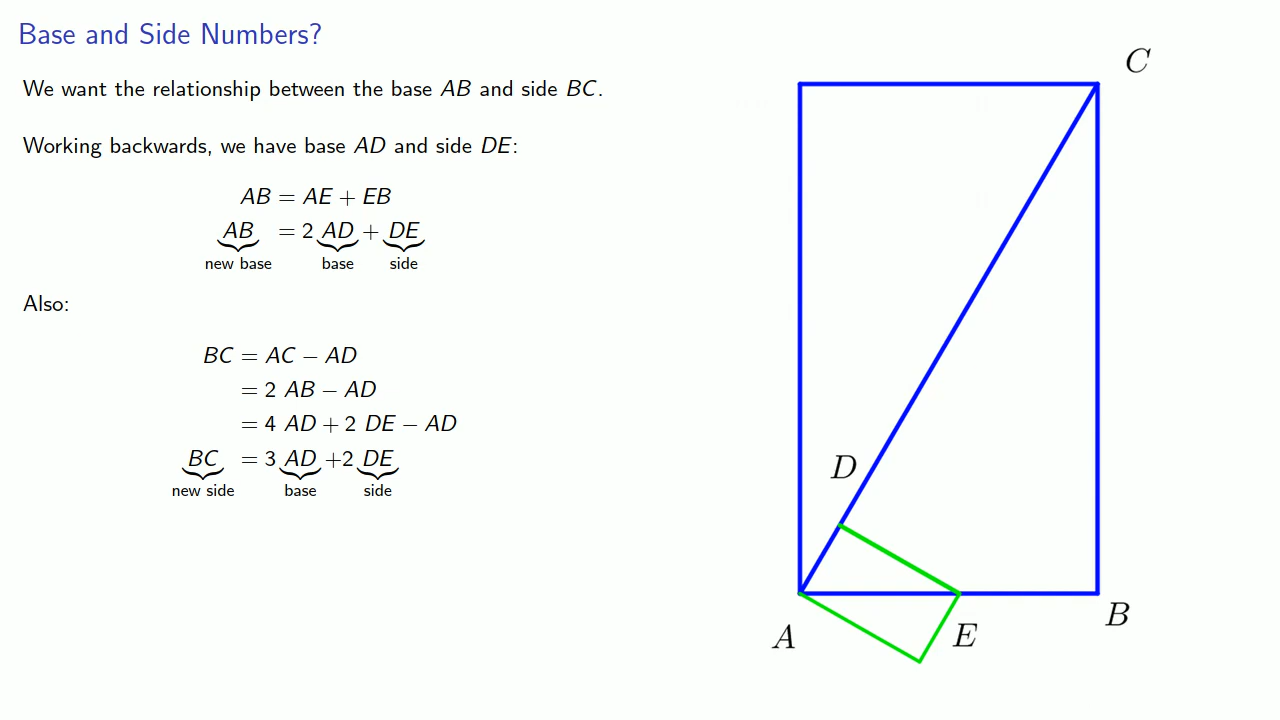 Base and Side Numbers?
We want the relationship between the base AB and side BC.
Working backwards, we have base AD and side DE:
AB = AE + EB
AB = 2 AD + DE
new base base side
Also:
BC = AC − AD
= 2 AB − AD
= 4 AD + 2 DE − AD
BC = 3 AD +2 DE
new side base side
C
D
A
E
B